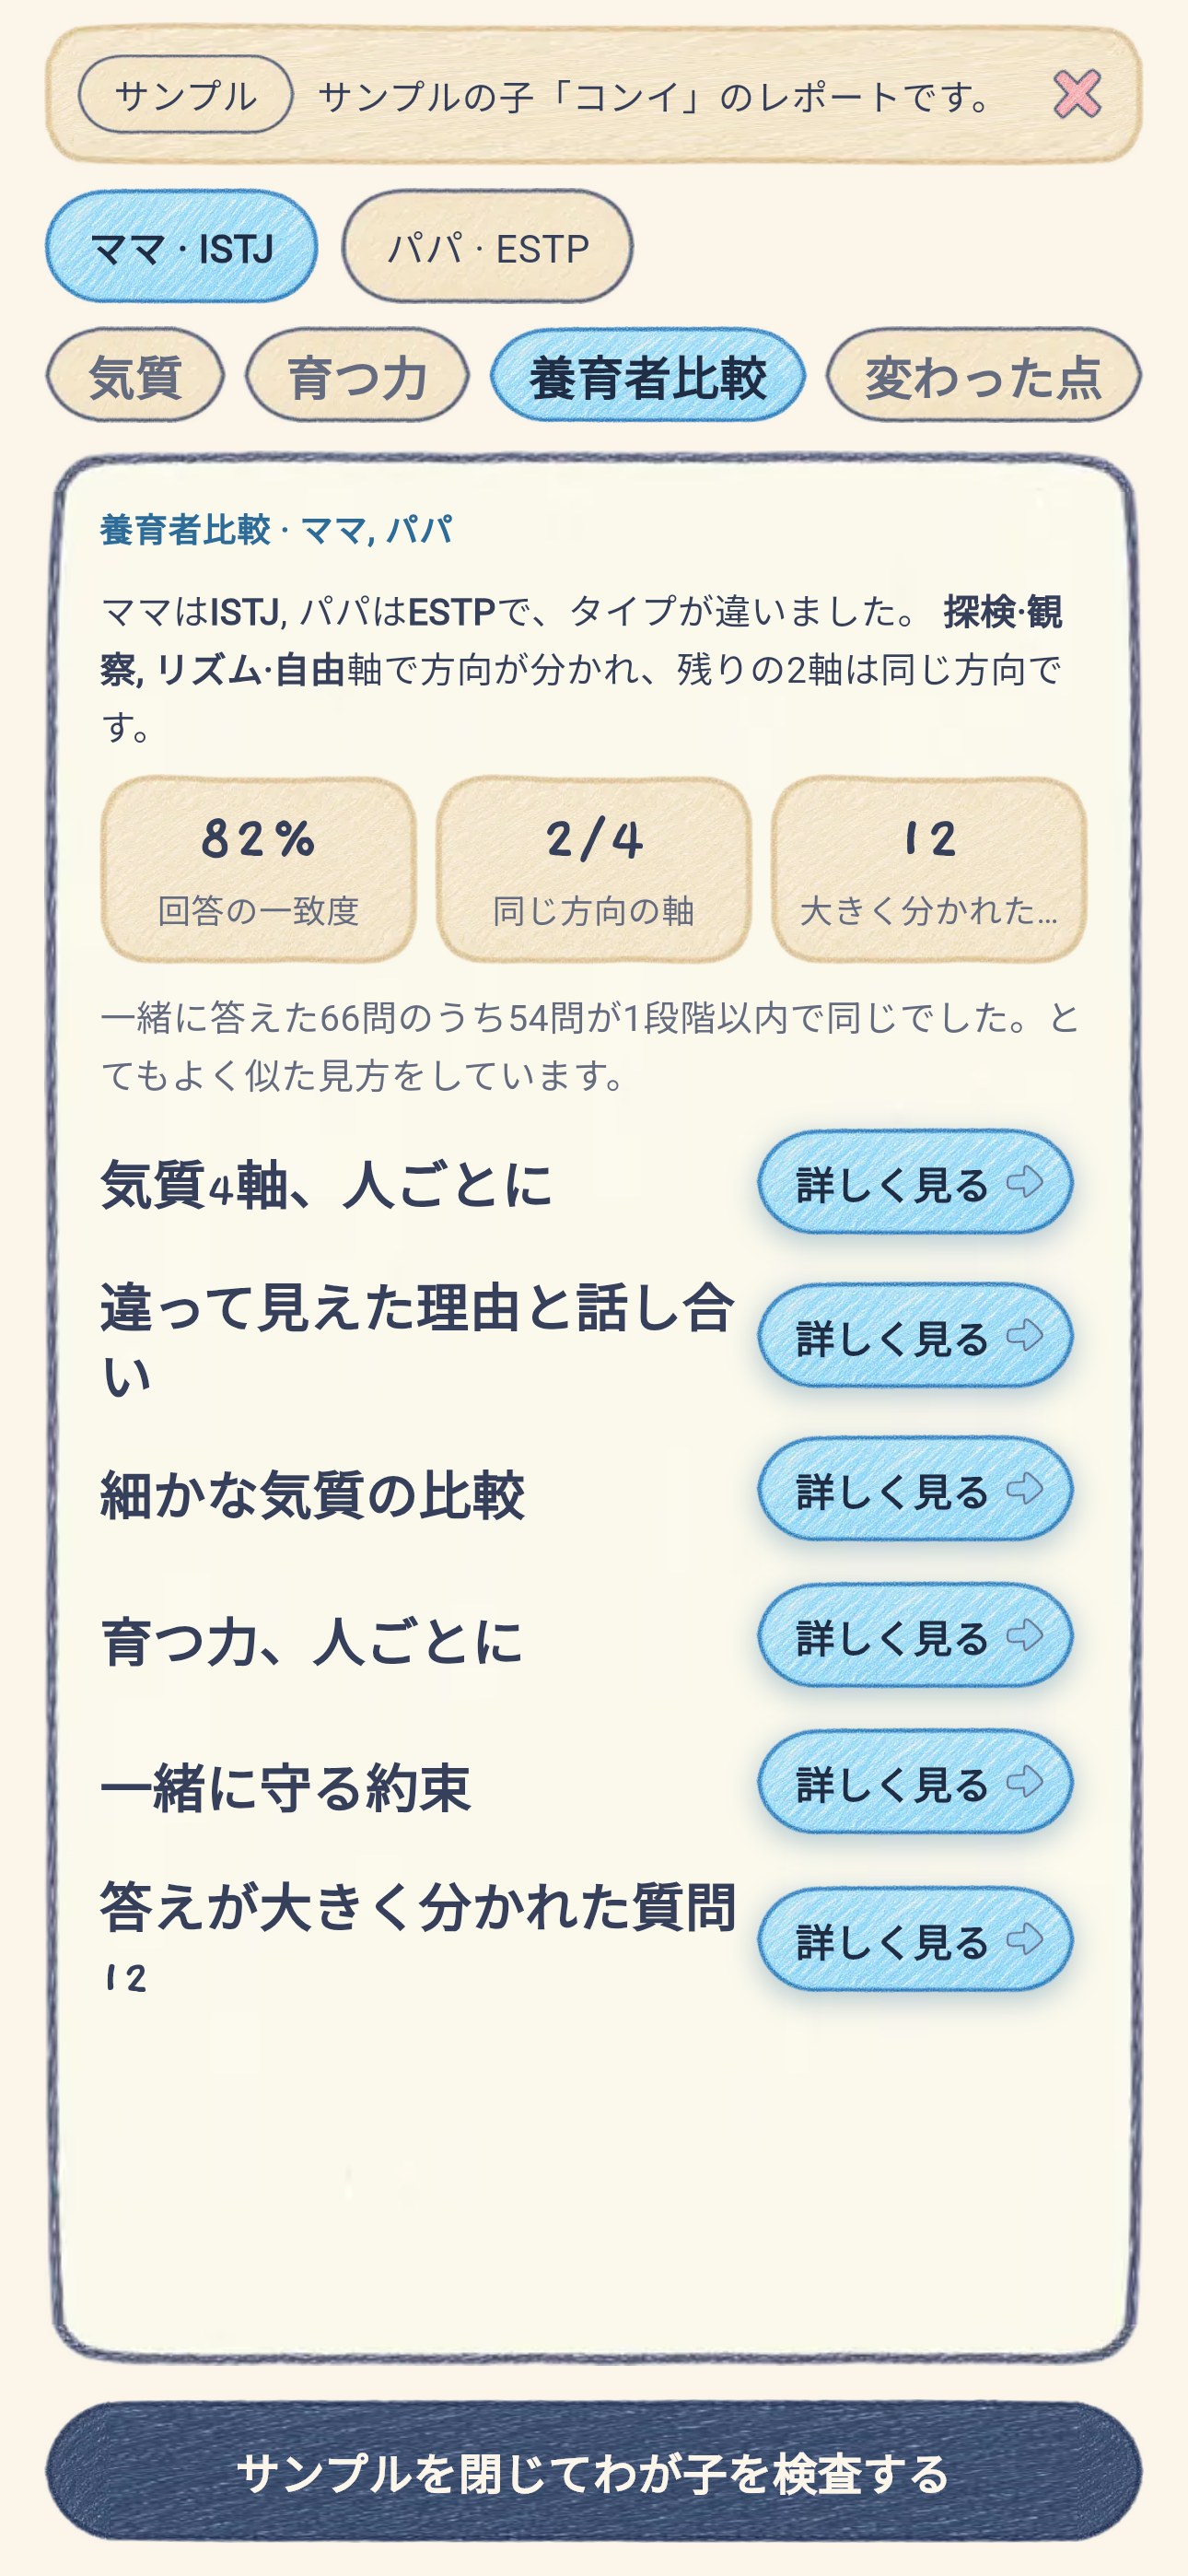 サンプル サンプルの子「コンイ」のレポートです。
ママ · ISTJ パパ · ESTP
気質 育つ力 養育者比較 変わった点
養育者比較 · ママ, パパ
ママはISTJ, パパはESTPで、タイプが違いました。 探検·観
察, リズム·自由軸で方向が分かれ、残りの2軸は同じ方向で
す。
82% 2/4 12
回答の一致度 同じ方向の軸 大きく分かれた…
一緒に答えた66問のうち54問が1段階以内で同じでした。と
てもよく似た見方をしています。
気質4軸、人ごとに 詳しく見る
違って見えた理由と話し合
い
詳しく見る
細かな気質の比較 詳しく見る
育つ力、人ごとに 詳しく見る
一緒に守る約束 詳しく見る
答えが大きく分かれた質問
12
詳しく見る
サンプルを閉じてわが子を検査する